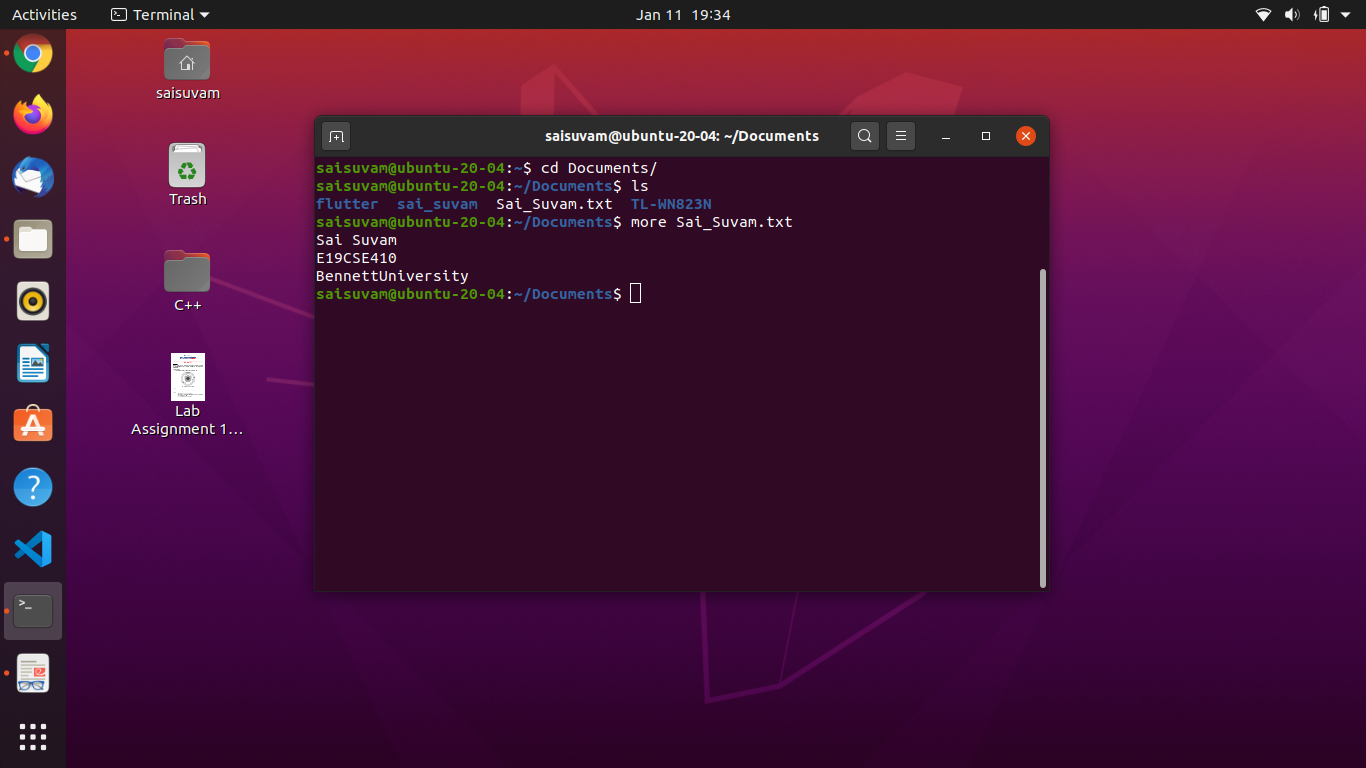 Activities
Terminal
Jan 11 19:34
saisuvam
Trash
C++
Lab
Assignment 1...
saisuvam@ubuntu-20-04: ~/Documents
saisuvam@ubuntu-20-04:~$ cd Documents/
saisuvam@ubuntu-20-04:~/Documents$ ls
flutter  sai_suvam  Sai_Suvam.txt  TL-WN823N
saisuvam@ubuntu-20-04:~/Documents$ more Sai_Suvam.txt
Sai Suvam
E19CSE410
BennettUniversity
saisuvam@ubuntu-20-04:~/Documents$